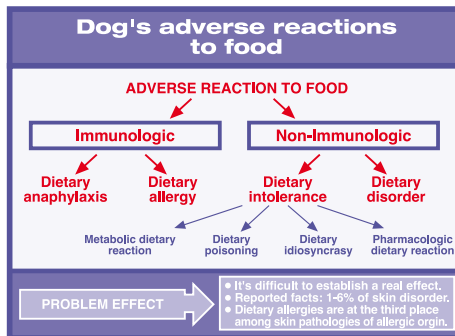 Dog's adverse reactions
to food
ADVERSE REACTION TO FOOD
Immunologic
Non-Immunologic
Dietary
anaphylaxis
Dietary
allergy
Dietary
intolerance
Dietary
disorder
Metabolic dietary
reaction
Dietary
poisoning
Dietary
idiosyncrasy
Pharmacologic
dietary reaction
PROBLEM EFFECT
• It's difficult to establish a real effect.
• Reported facts: 1-6% of skin disorder.
• Dietary allergies are at the third place
among skin pathologies of allergic orgin.